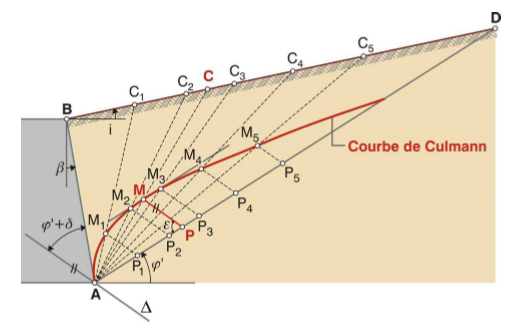 D
C5
C4
C3
C
C2
C1
B
i
β
M5
Courbe de Culmann
M4
P5
M3
M
M2
P4
φ'+δ
M1
ε'
P3
P
P2
P1
φ'
A
Δ